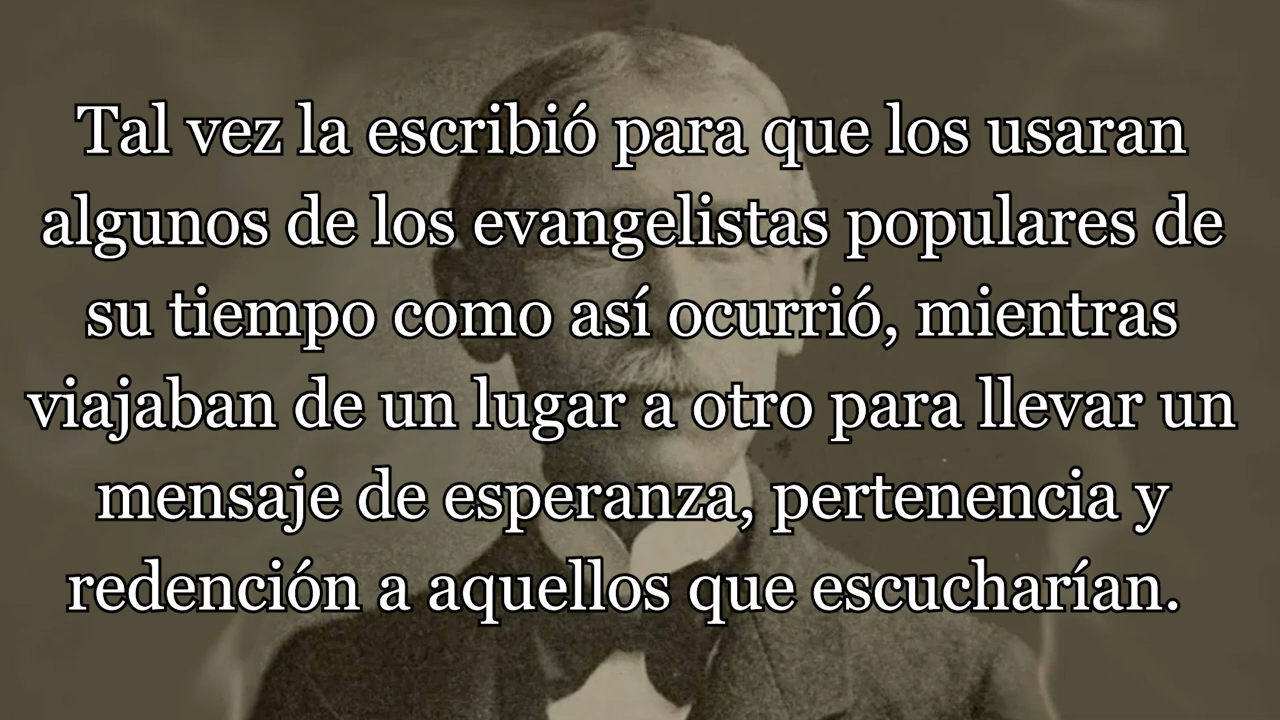 Tal vez la escribió para que los usaran
algunos de los evangelistas populares de
su tiempo como así ocurrió, mientras
viajaban de un lugar a otro para llevar un
mensaje de esperanza, pertenencia y
redención a aquellos que escucharían.